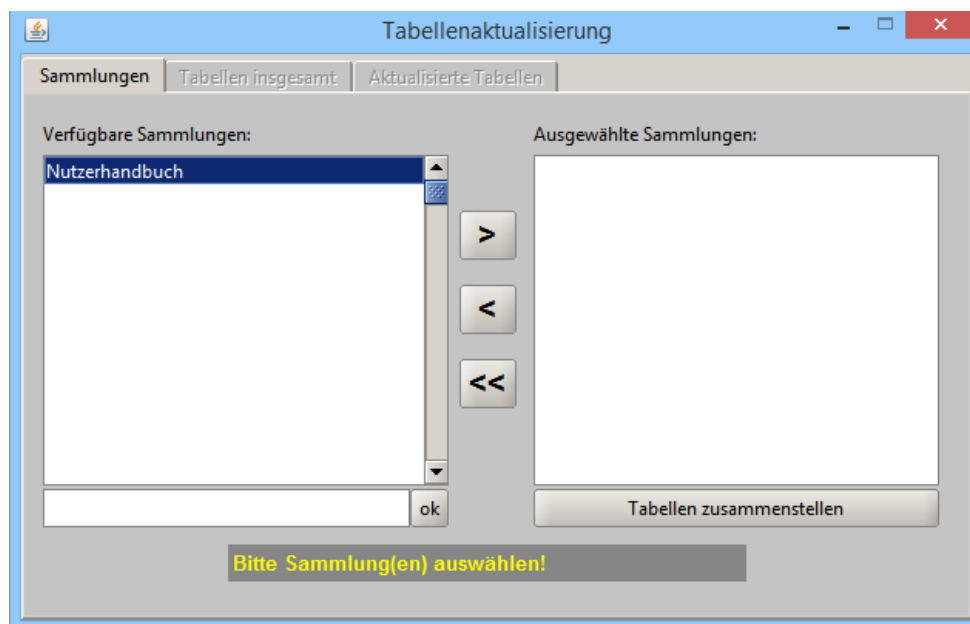 Tabellenaktualisierung
Sammlungen Tabellen insgesamt Aktualisierte Tabellen
Verfügbare Sammlungen: Ausgewählte Sammlungen:
Nutzerhandbuch
>
<
<<
ok Tabellen zusammenstellen
Bitte Sammlung(en) auswählen!